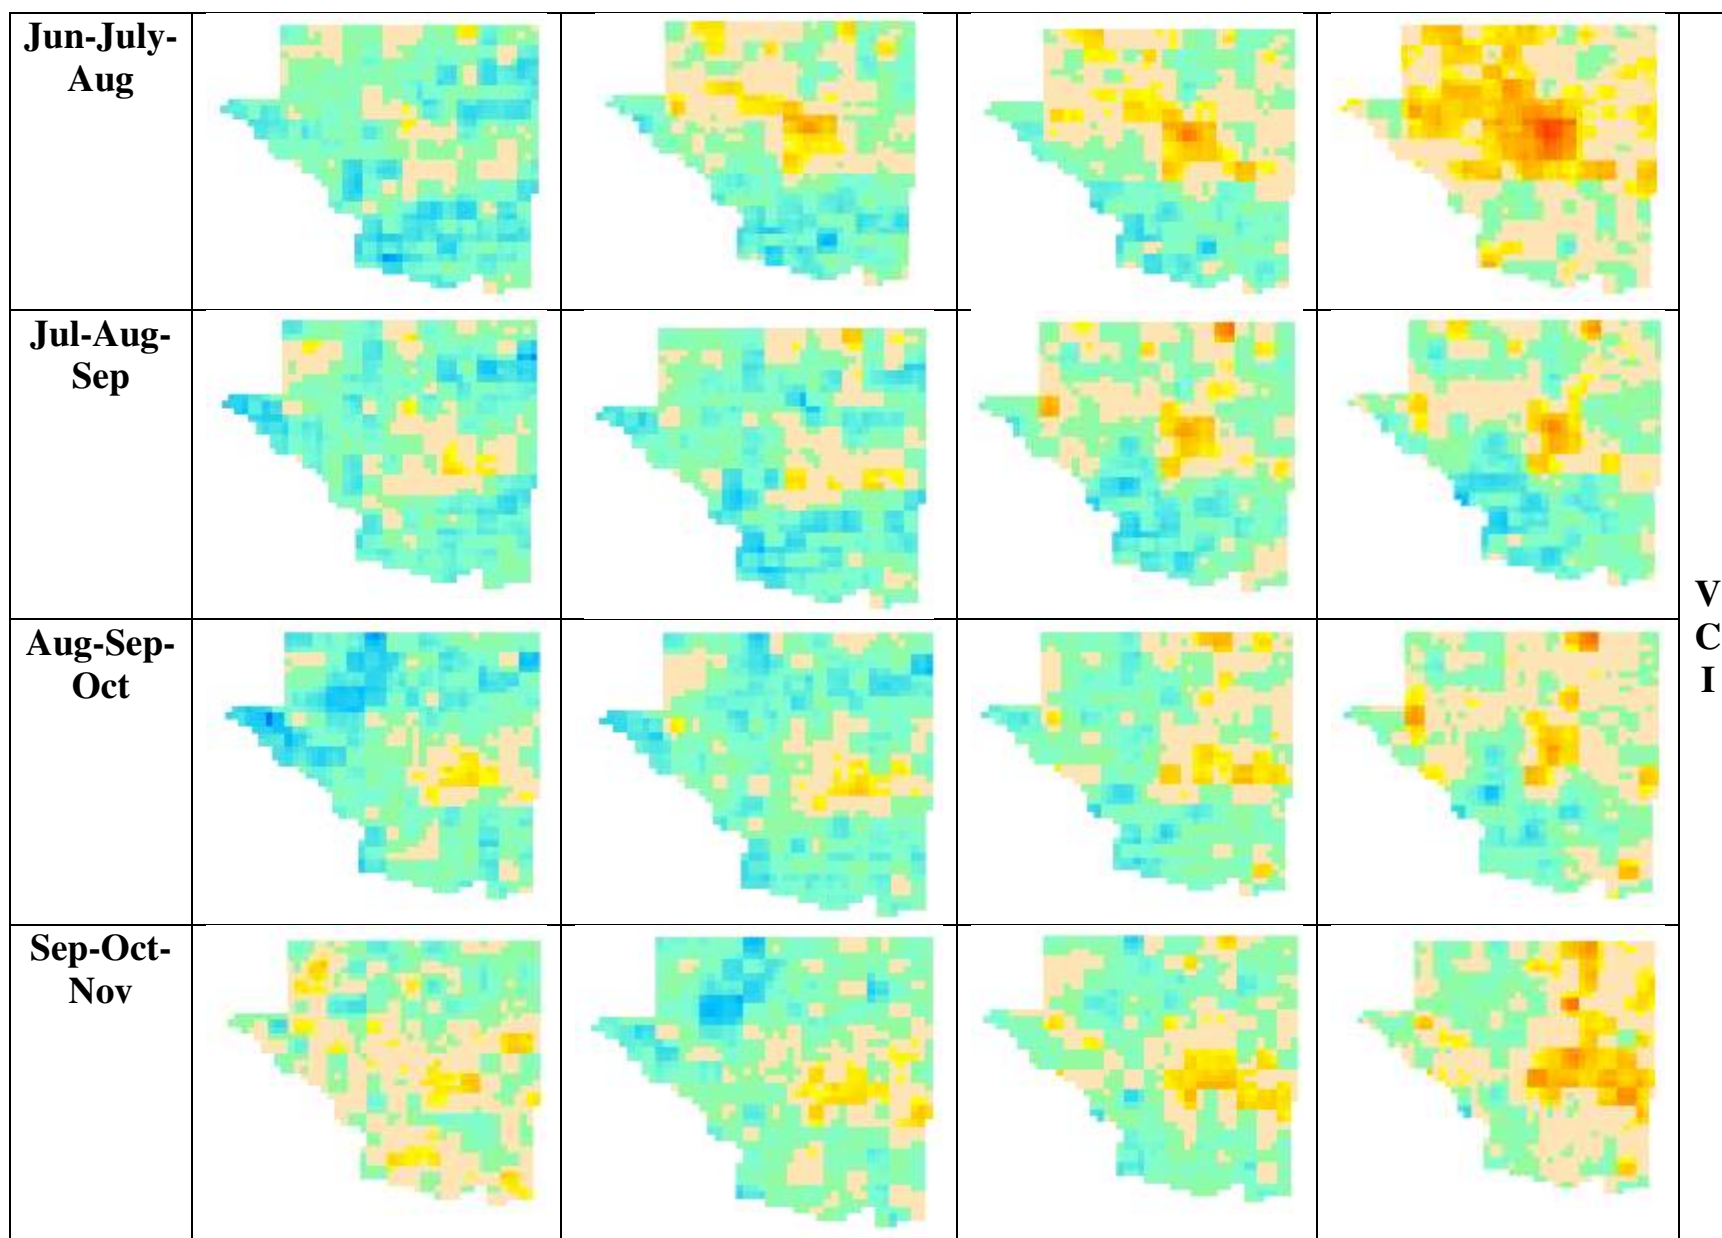 Jun-July-
Aug
Jul-Aug-
Sep
Aug-Sep-
Oct
Sep-Oct-
Nov
V
C
I